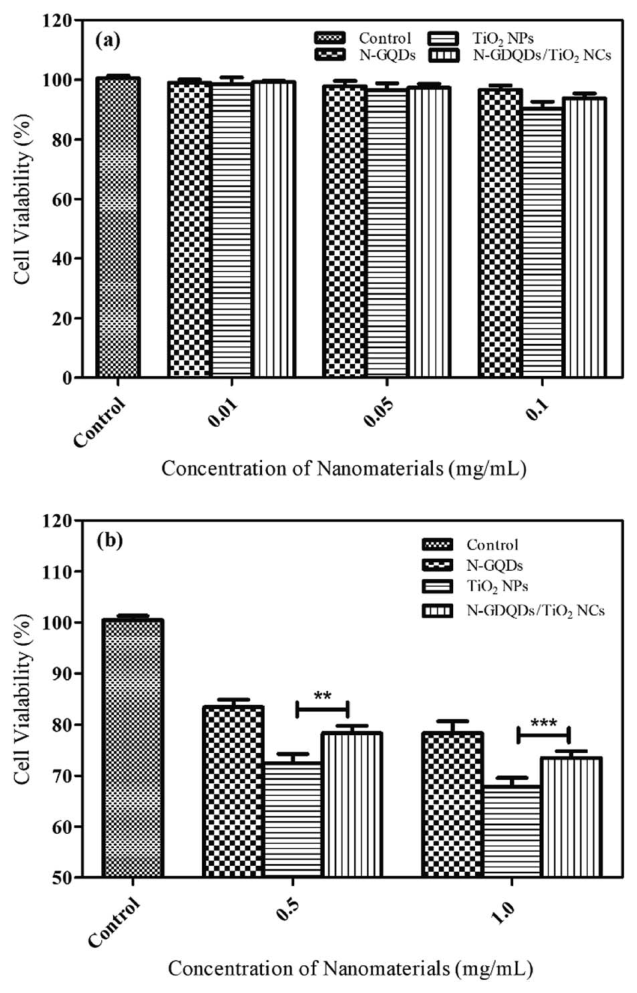 (a)
Control
TiO₂ NPs
N-GQDs
N-GDQDs/TiO₂ NCs
120
100
80
60
40
20
0
Cell Vialability (%)
Control
0.01
0.05
0.1
Concentration of Nanomaterials (mg/mL)
(b)
Control
N-GQDs
TiO₂ NPs
N-GDQDs/TiO₂ NCs
120
110
100
90
80
70
60
50
Cell Vialability (%)
**
***
Control
0.5
1.0
Concentration of Nanomaterials (mg/mL)